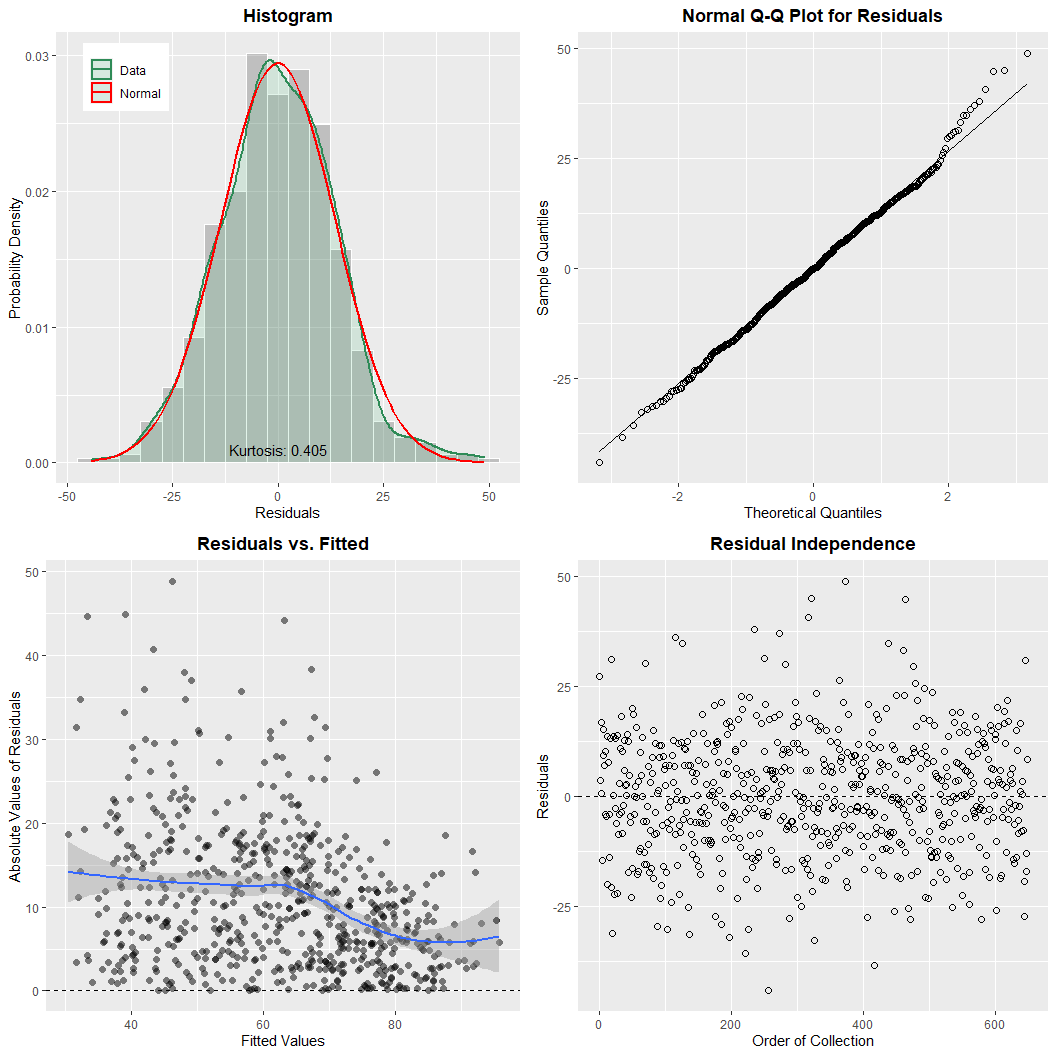 Histogram
Data
Normal
Kurtosis: 0.405
0.03
0.02
0.01
0.00
Probability Density
-50
-25
0
25
50
Residuals
Normal Q-Q Plot for Residuals
50
25
0
-25
Sample Quantiles
-2
0
2
Theoretical Quantiles
Residuals vs. Fitted
50
40
30
20
10
0
Absolute Values of Residuals
40
60
80
Fitted Values
Residual Independence
50
25
0
-25
Residuals
0
200
400
600
Order of Collection